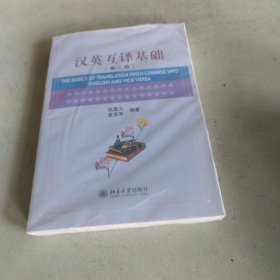 汉英互译基础
（第二版）
THE BASICS OF TRANSLATION FROM CHINESE INTO
ENGLISH AND VICE VERSA
编著
北京大学出版社